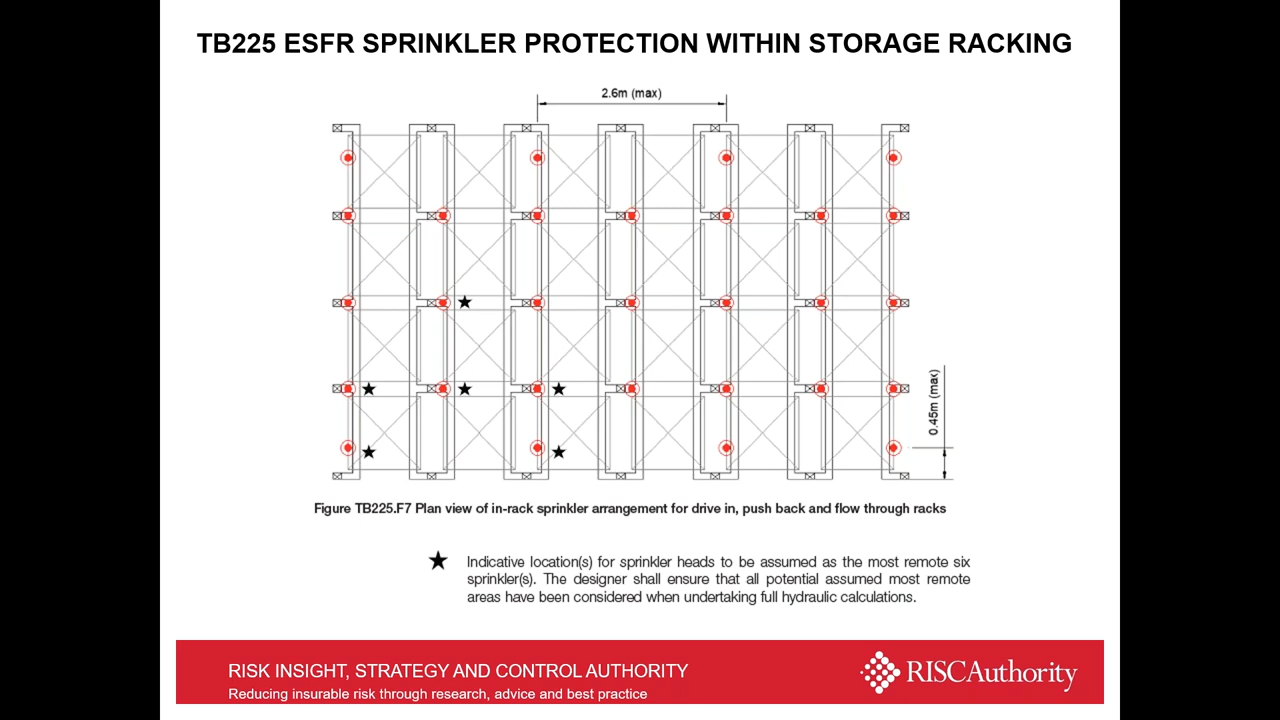 TB225 ESFR SPRINKLER PROTECTION WITHIN STORAGE RACKING
2.6m (max)
0.45m (max)
Figure TB225.F7 Plan view of in-rack sprinkler arrangement for drive in, push back and flow through racks
Indicative location(s) for sprinkler heads to be assumed as the most remote six
sprinkler(s). The designer shall ensure that all potential assumed most remote
areas have been considered when undertaking full hydraulic calculations.
RISK INSIGHT, STRATEGY AND CONTROL AUTHORITY
Reducing insurable risk through research, advice and best practice
RISCAuthority